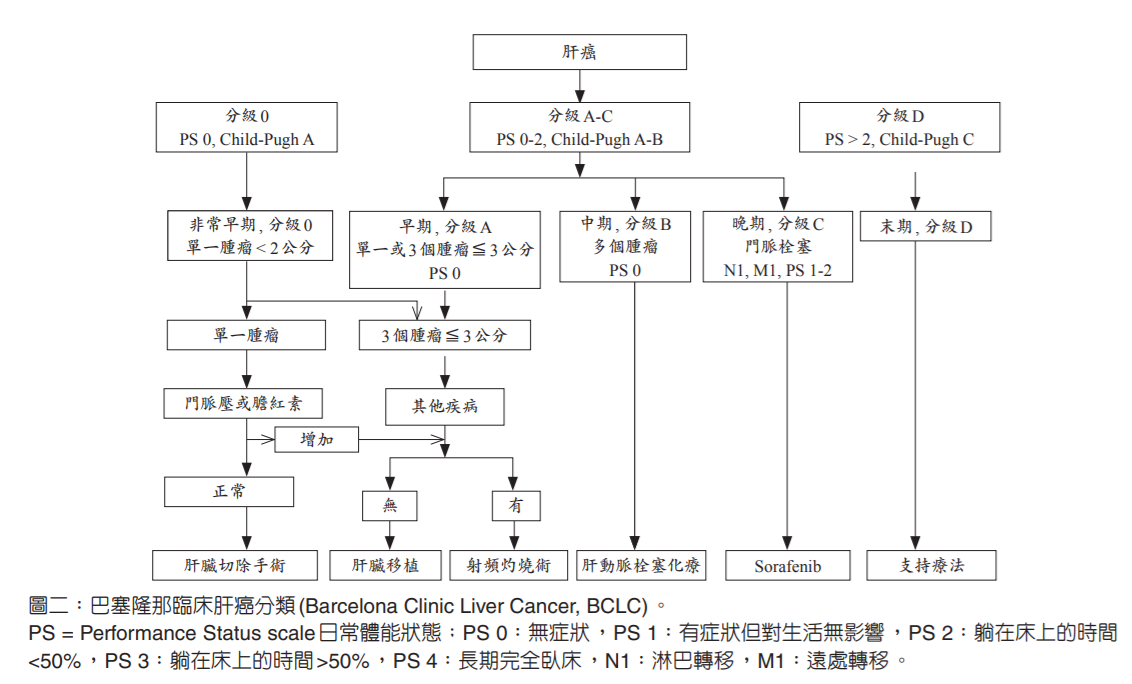 肝癌
分級0
PS 0, Child-Pugh A
分級A-C
PS 0-2, Child-Pugh A-B
分級D
PS > 2, Child-Pugh C
非常早期, 分級0
單一腫瘤<2公分
早期, 分級A
單一或3個腫瘤≦3公分
PS 0
中期, 分級B
多個腫瘤
PS 0
晚期, 分級C
門脈栓塞
N1, M1, PS 1-2
末期, 分級D
單一腫瘤
3個腫瘤≦3公分
門脈壓或膽紅素
其他疾病
增加
正常
無
有
肝臟切除手術
肝臟移植
射頻灼燒術
肝動脈栓塞化療
Sorafenib
支持療法
圖二:巴塞隆那臨床肝癌分類(Barcelona Clinic Liver Cancer, BCLC)。
PS = Performance Status scale日常體能狀態;PS 0:無症狀,PS 1:有症狀但對生活無影響,PS 2:躺在床上的時間
<50%,PS 3:躺在床上的時間>50%,PS 4:長期完全臥床,N1:淋巴轉移,M1:遠處轉移。